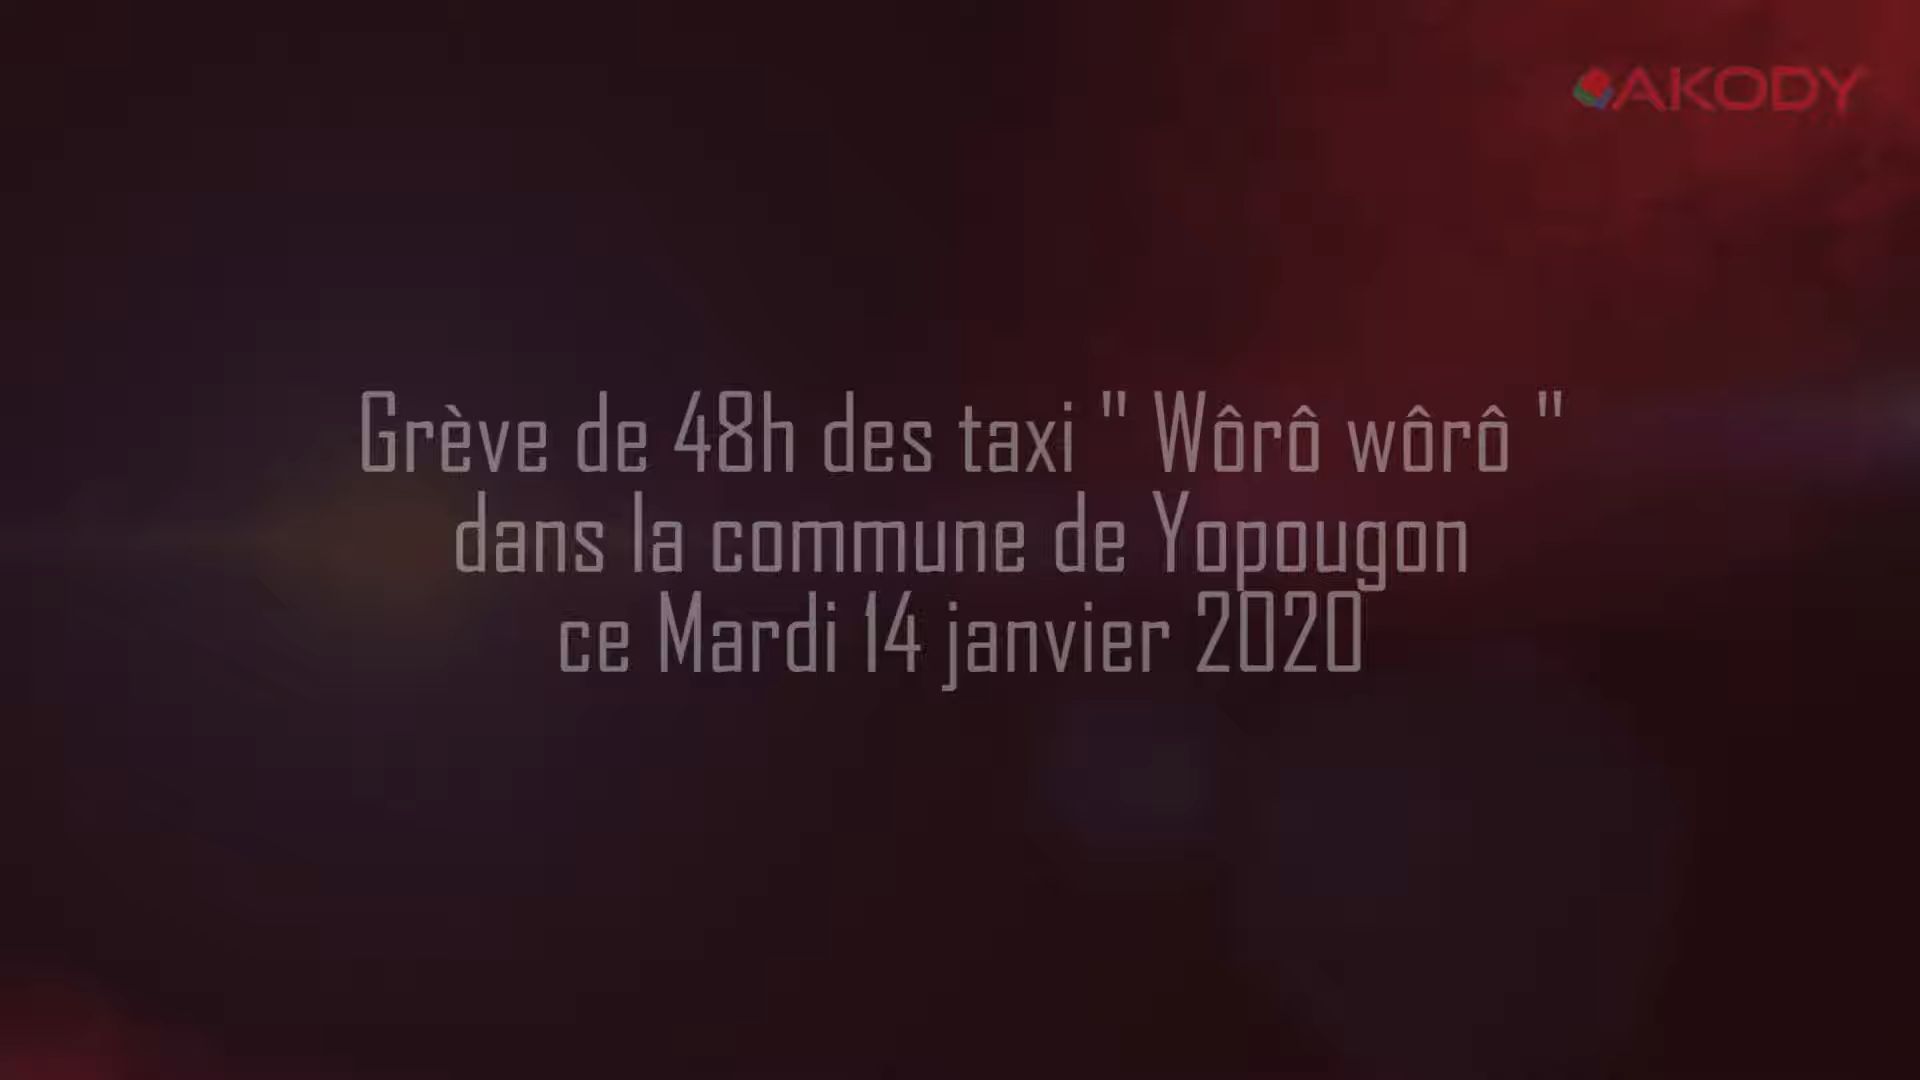 AKODY
Grève de 48h des taxi " Wôrô wôrô "
dans la commune de Yopougon
ce Mardi 14 janvier 2020